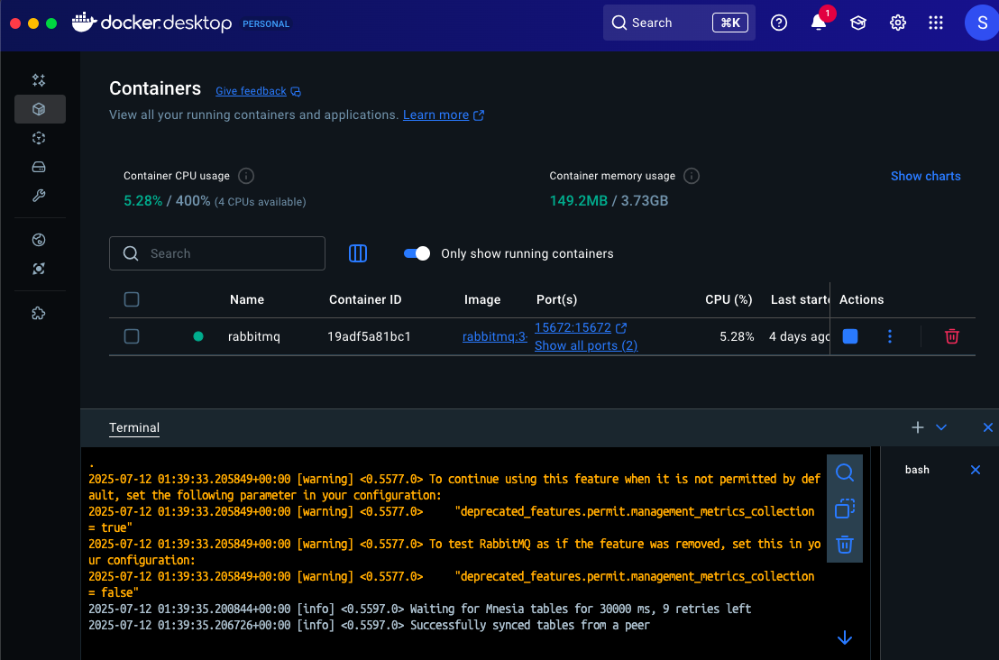 docker.desktop PERSONAL
Search ⌘K
1
S
Containers Give feedback
View all your running containers and applications. Learn more
Container CPU usage
5.28% / 400% (4 CPUs available)
Container memory usage
149.2MB / 3.73GB
Show charts
Search
Only show running containers
Name Container ID Image Port(s) CPU (%) Last starte Actions
rabbitmq 19adf5a81bc1 rabbitmq:3- 15672:15672 5.28% 4 days ago
Show all ports (2)
Terminal
.
2025-07-12 01:39:33.205849+00:00 [warning] <0.5577.0> To continue using this feature when it is not permitted by def
ault, set the following parameter in your configuration:
2025-07-12 01:39:33.205849+00:00 [warning] <0.5577.0>     "deprecated_features.permit.management_metrics_collection
= true"
2025-07-12 01:39:33.205849+00:00 [warning] <0.5577.0> To test RabbitMQ as if the feature was removed, set this in yo
ur configuration:
2025-07-12 01:39:33.205849+00:00 [warning] <0.5577.0>     "deprecated_features.permit.management_metrics_collection
= false"
2025-07-12 01:39:35.200844+00:00 [info] <0.5597.0> Waiting for Mnesia tables for 30000 ms, 9 retries left
2025-07-12 01:39:35.206726+00:00 [info] <0.5597.0> Successfully synced tables from a peer
bash